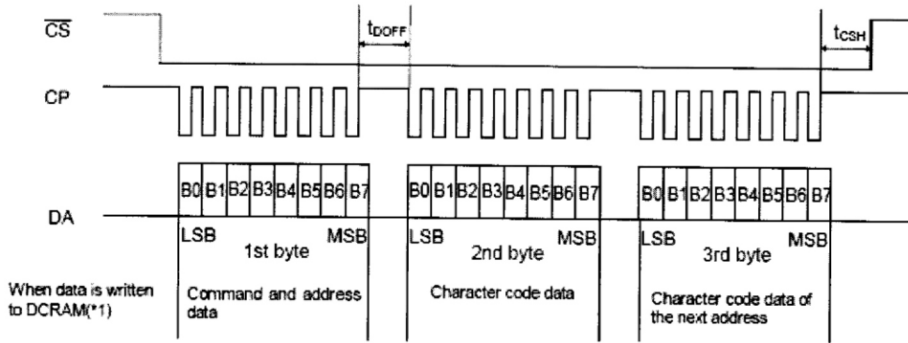 CS tDOFF tCSH
CP
B0 B1 B2 B3 B4 B5 B6 B7 B0 B1 B2 B3 B4 B5 B6 B7 B0 B1 B2 B3 B4 B5 B6 B7
DA
LSB MSB LSB MSB LSB MSB
1st byte 2nd byte 3rd byte
When data is written
to DCRAM(*1)
Command and address
data
Character code data
Character code data of
the next address